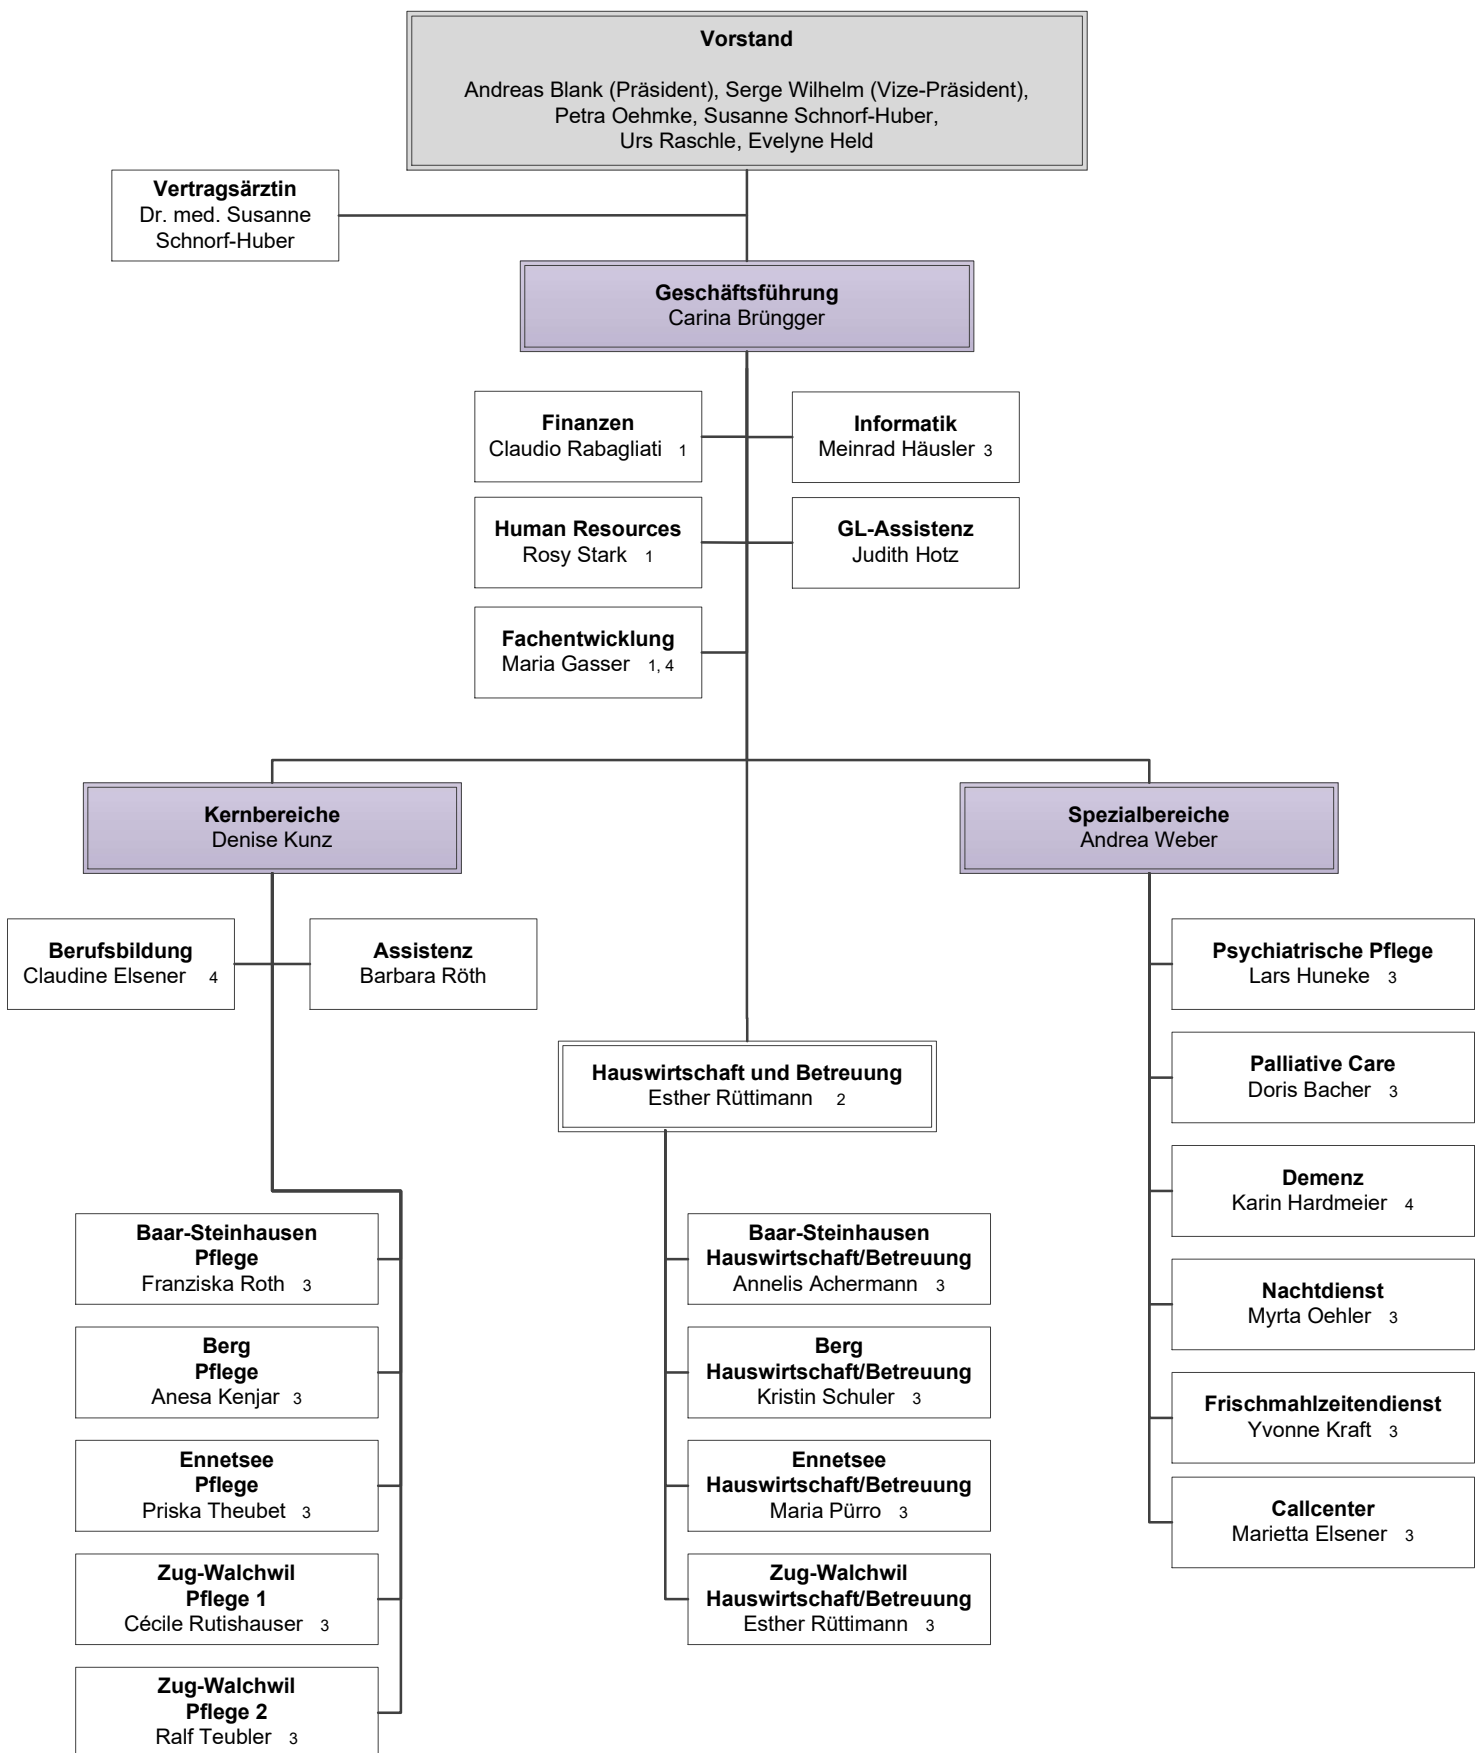 Vorstand
Andreas Blank (Präsident), Serge Wilhelm (Vize-Präsident),
Petra Oehmke, Susanne Schnorf-Huber,
Urs Raschle, Evelyne Held
Vertragsärztin
Dr. med. Susanne
Schnorf-Huber
Geschäftsführung
Carina Brüngger
Finanzen
Claudio Rabagliati 1
Informatik
Meinrad Häusler 3
Human Resources
Rosy Stark 1
GL-Assistenz
Judith Hotz
Fachentwicklung
Maria Gasser 1, 4
Kernbereiche
Denise Kunz
Spezialbereiche
Andrea Weber
Berufsbildung
Claudine Elsener 4
Assistenz
Barbara Röth
Hauswirtschaft und Betreuung
Esther Rüttimann 2
Baar-Steinhausen
Pflege
Franziska Roth 3
Berg
Pflege
Anesa Kenjar 3
Ennetsee
Pflege
Priska Theubet 3
Zug-Walchwil
Pflege 1
Cécile Rutishauser 3
Zug-Walchwil
Pflege 2
Ralf Teubler 3
Baar-Steinhausen
Hauswirtschaft/Betreuung
Annelis Achermann 3
Berg
Hauswirtschaft/Betreuung
Kristin Schuler 3
Ennetsee
Hauswirtschaft/Betreuung
Maria Pürro 3
Zug-Walchwil
Hauswirtschaft/Betreuung
Esther Rüttimann 3
Psychiatrische Pflege
Lars Huneke 3
Palliative Care
Doris Bacher 3
Demenz
Karin Hardmeier 4
Nachtdienst
Myrta Oehler 3
Frischmahlzeitendienst
Yvonne Kraft 3
Callcenter
Marietta Elsener 3